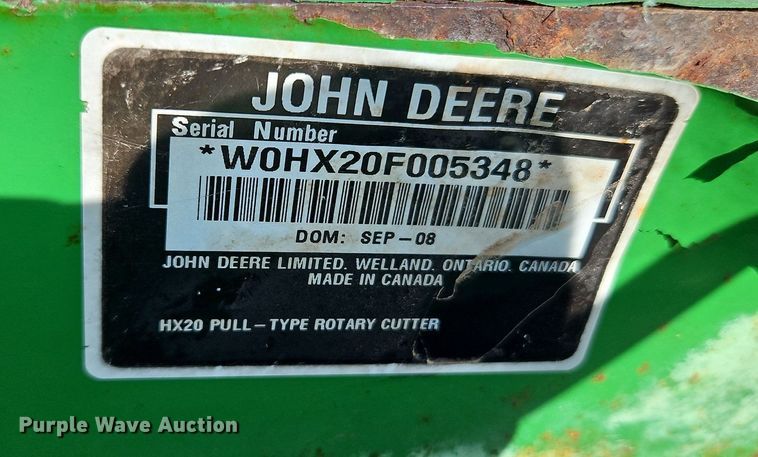 JOHN DEERE
Serial Number
*W0HX20F005348*
DOM: SEP-08
JOHN DEERE LIMITED. WELLAND, ONTARIO. CANADA
MADE IN CANADA
HX20 PULL-TYPE ROTARY CUTTER
Purple Wave Auction